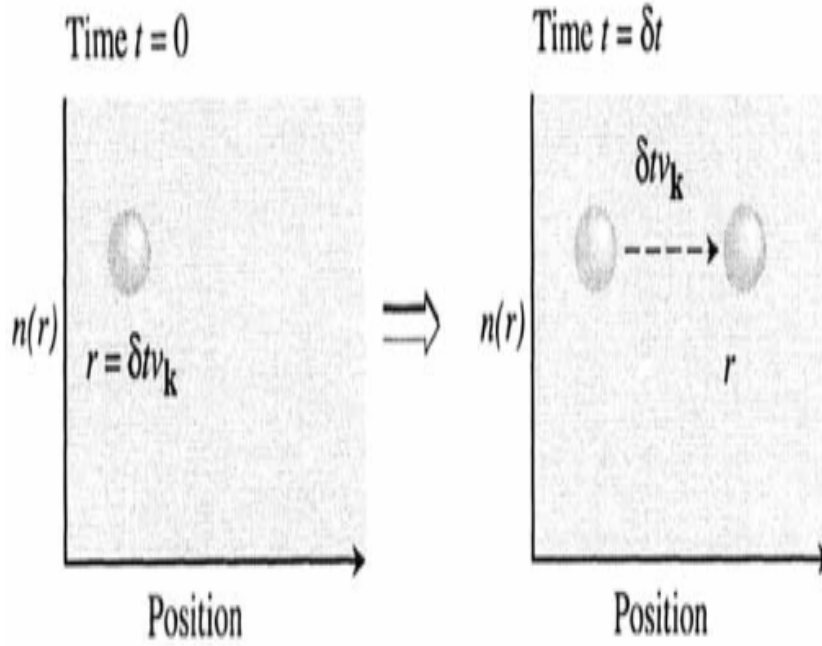 Time t = 0
n(r)
r = δtvk
Position
Time t = δt
δtvk
n(r)
r
Position